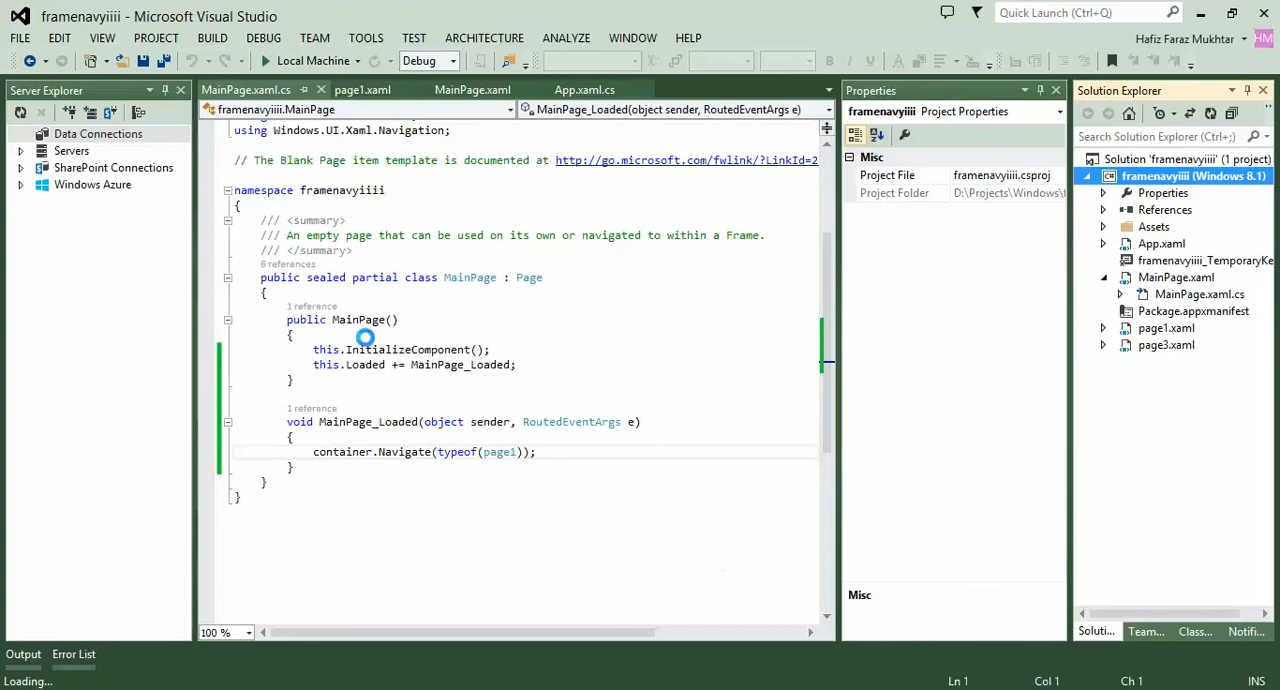 framenavyiiii - Microsoft Visual Studio
Quick Launch (Ctrl+Q)
FILE EDIT VIEW PROJECT BUILD DEBUG TEAM TOOLS TEST ARCHITECTURE ANALYZE WINDOW HELP
Hafiz Faraz Mukhtar HM
Local Machine Debug
Server Explorer
Data Connections
Servers
SharePoint Connections
Windows Azure
MainPage.xaml.cs page1.xaml MainPage.xaml App.xaml.cs
framenavyiiii.MainPage MainPage_Loaded(object sender, RoutedEventArgs e)
using Windows.UI.Xaml.Navigation;
// The Blank Page item template is documented at http://go.microsoft.com/fwlink/?LinkId=2
namespace framenavyiiii
{
/// <summary>
/// An empty page that can be used on its own or navigated to within a Frame.
/// </summary>
6 references
public sealed partial class MainPage : Page
{
1 reference
public MainPage()
{
this.InitializeComponent();
this.Loaded += MainPage_Loaded;
}
1 reference
void MainPage_Loaded(object sender, RoutedEventArgs e)
{
container.Navigate(typeof(page1));
}
}
}
100 %
Properties
framenavyiiii Project Properties
Misc
Project File framenavyiiii.csproj
Project Folder D:\Projects\Windows\
Misc
Solution Explorer
Search Solution Explorer (Ctrl+;)
Solution 'framenavyiiii' (1 project)
framenavyiiii (Windows 8.1)
Properties
References
Assets
App.xaml
framenavyiiii_TemporaryKe
MainPage.xaml
MainPage.xaml.cs
Package.appxmanifest
page1.xaml
page3.xaml
Soluti... Team... Class... Notifi...
Output Error List
Loading... Ln 1 Col 1 Ch 1 INS